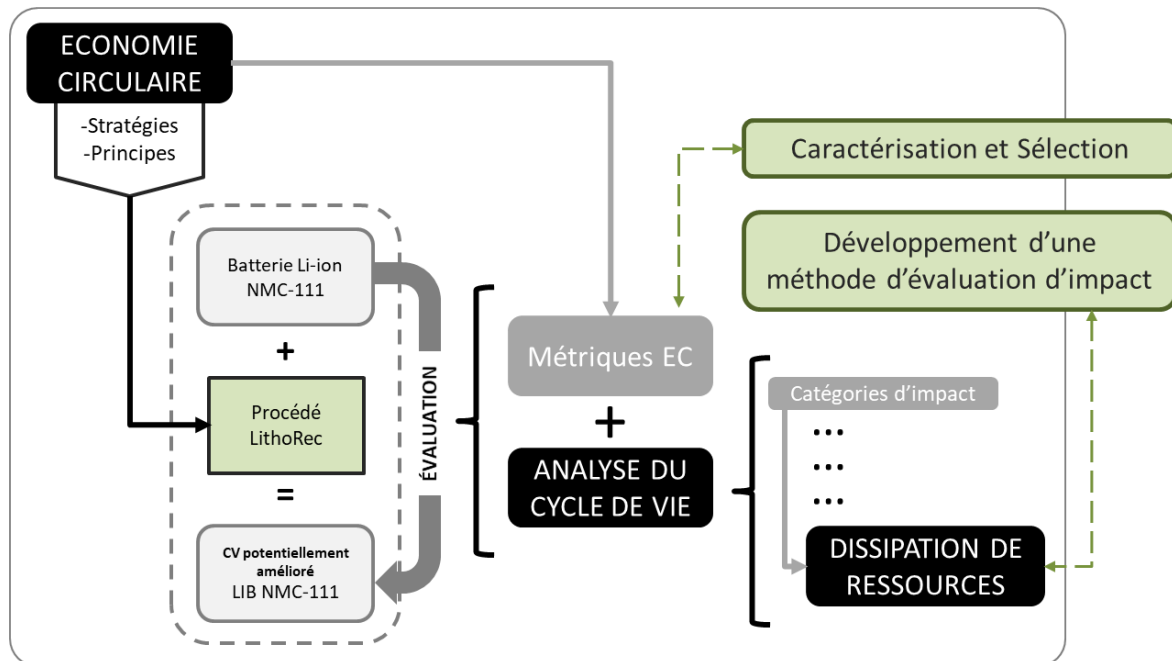 ECONOMIE
CIRCULAIRE
-Stratégies
-Principes
Batterie Li-ion
NMC-111
+
Procédé
LithoRec
=
CV potentiellement
amélioré
LIB NMC-111
ÉVALUATION
Métriques EC
+
ANALYSE DU
CYCLE DE VIE
Caractérisation et Sélection
Développement d’une
méthode d’évaluation d’impact
Catégories d’impact
...
...
...
DISSIPATION DE
RESSOURCES